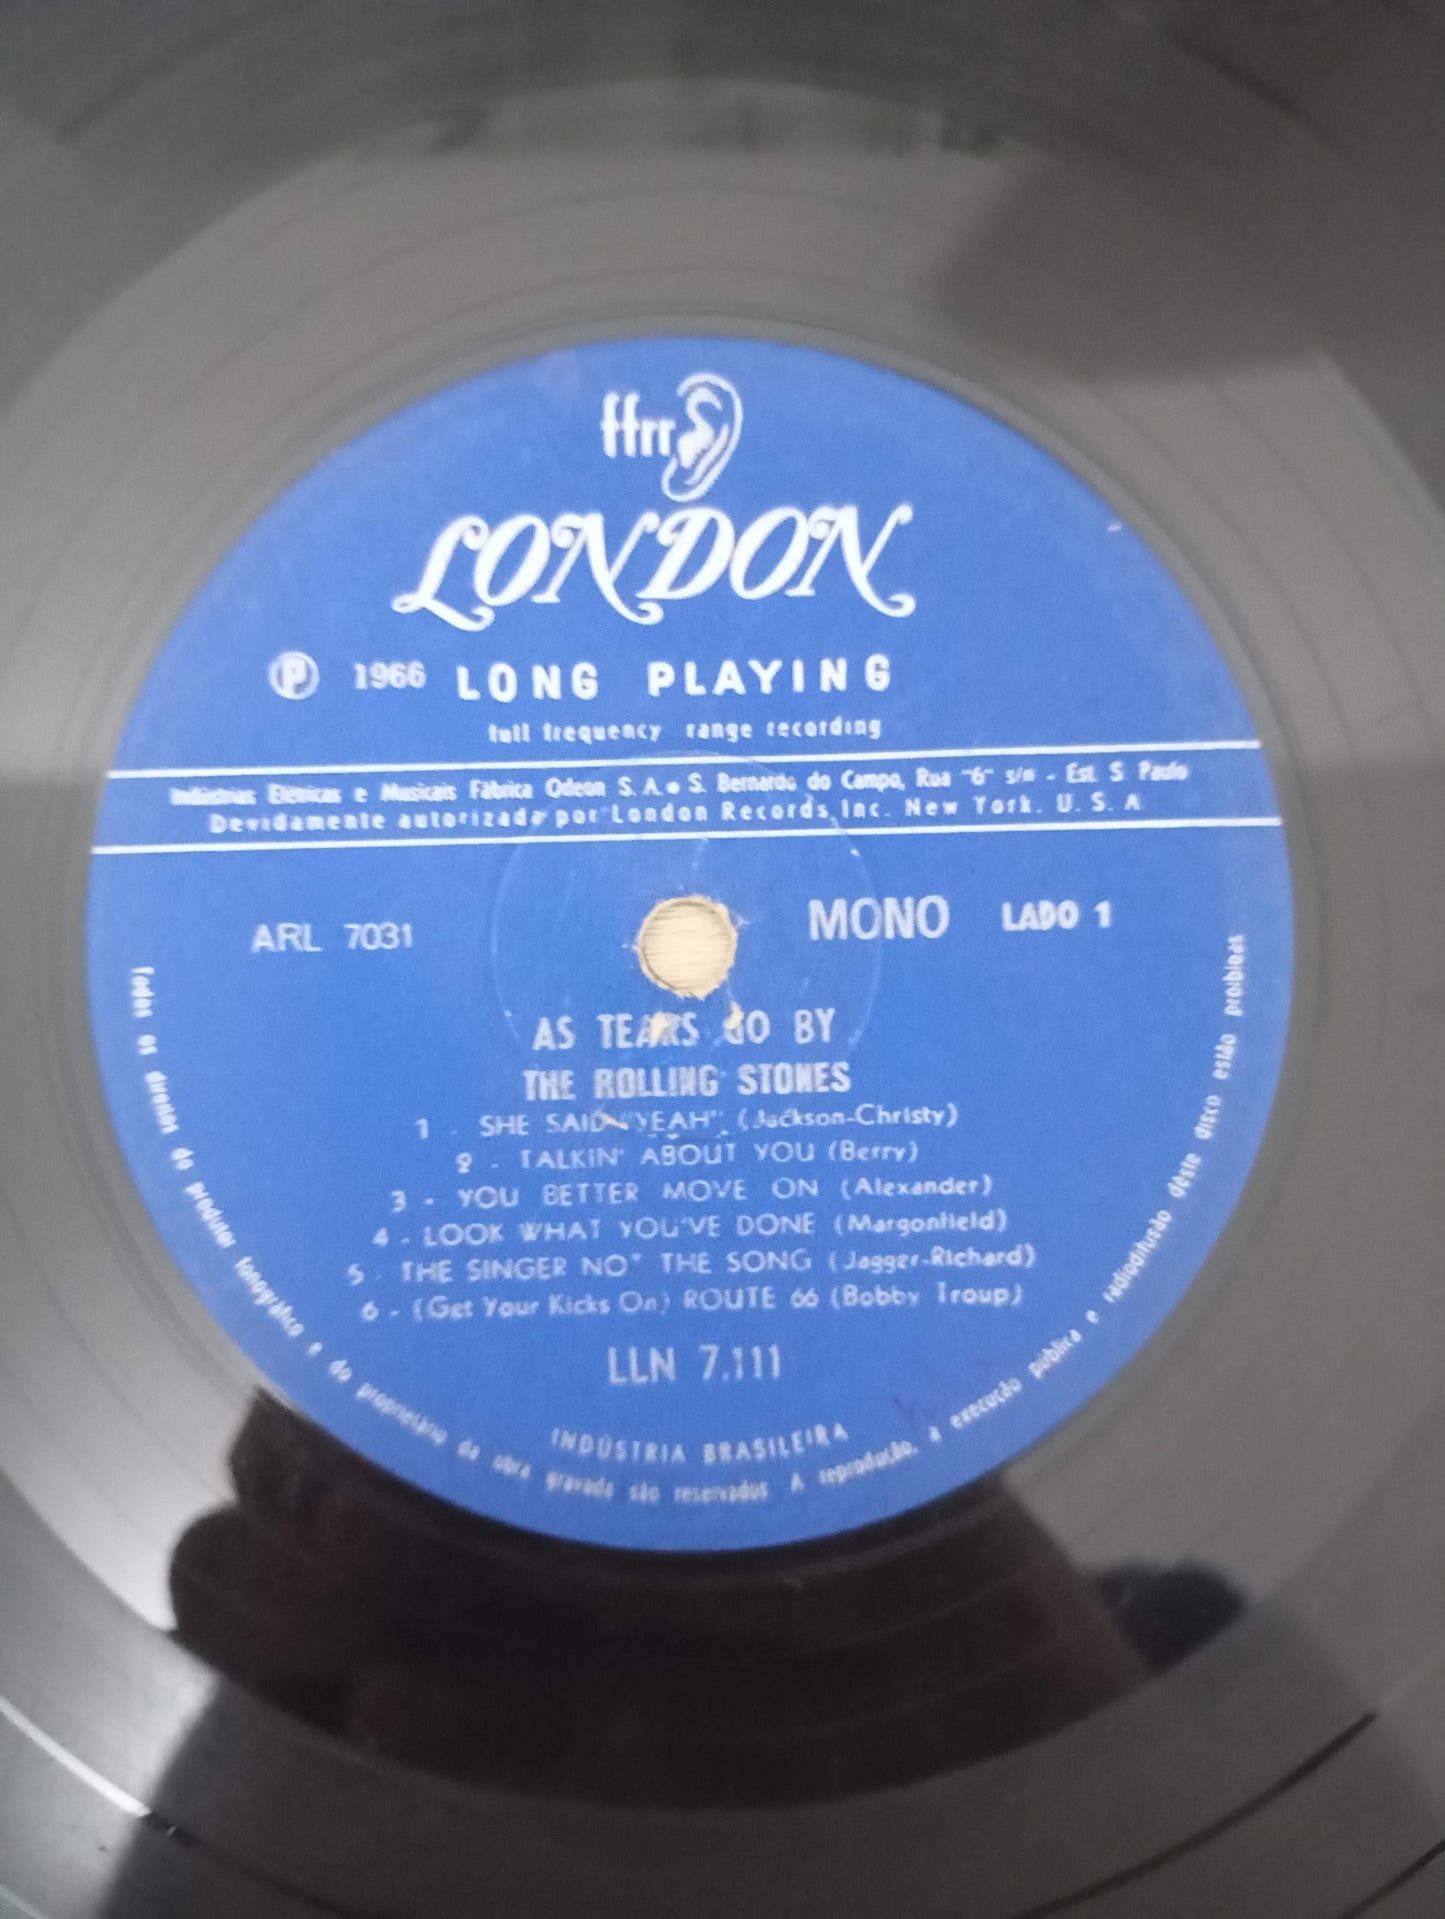 ffrr
LONDON
℗ 1966 LONG PLAYING
full frequency range recording
Indústrias Elétricas e Musicais Fábrica Odeon S. A. • S. Bernardo do Campo, Rua "6" s/n - Est. S. Paulo
Devidamente autorizada por London Records, Inc. New York. U. S. A
ARL 7031
MONO LADO 1
AS TEARS GO BY
THE ROLLING STONES
1 - SHE SAID "YEAH" (Jackson-Christy)
2 - TALKIN' ABOUT YOU (Berry)
3 - YOU BETTER MOVE ON (Alexander)
4 - LOOK WHAT YOU'VE DONE (Morgonfield)
5 - THE SINGER NOT THE SONG (Jagger-Richard)
6 - (Get Your Kicks On) ROUTE 66 (Bobby Troup)
LLN 7.111
INDÚSTRIA BRASILEIRA
Todos os direitos do produtor fonográfico e do proprietário da obra gravada são reservados. A reprodução, a execução pública e radiodifusão dêste disco estão proibidas